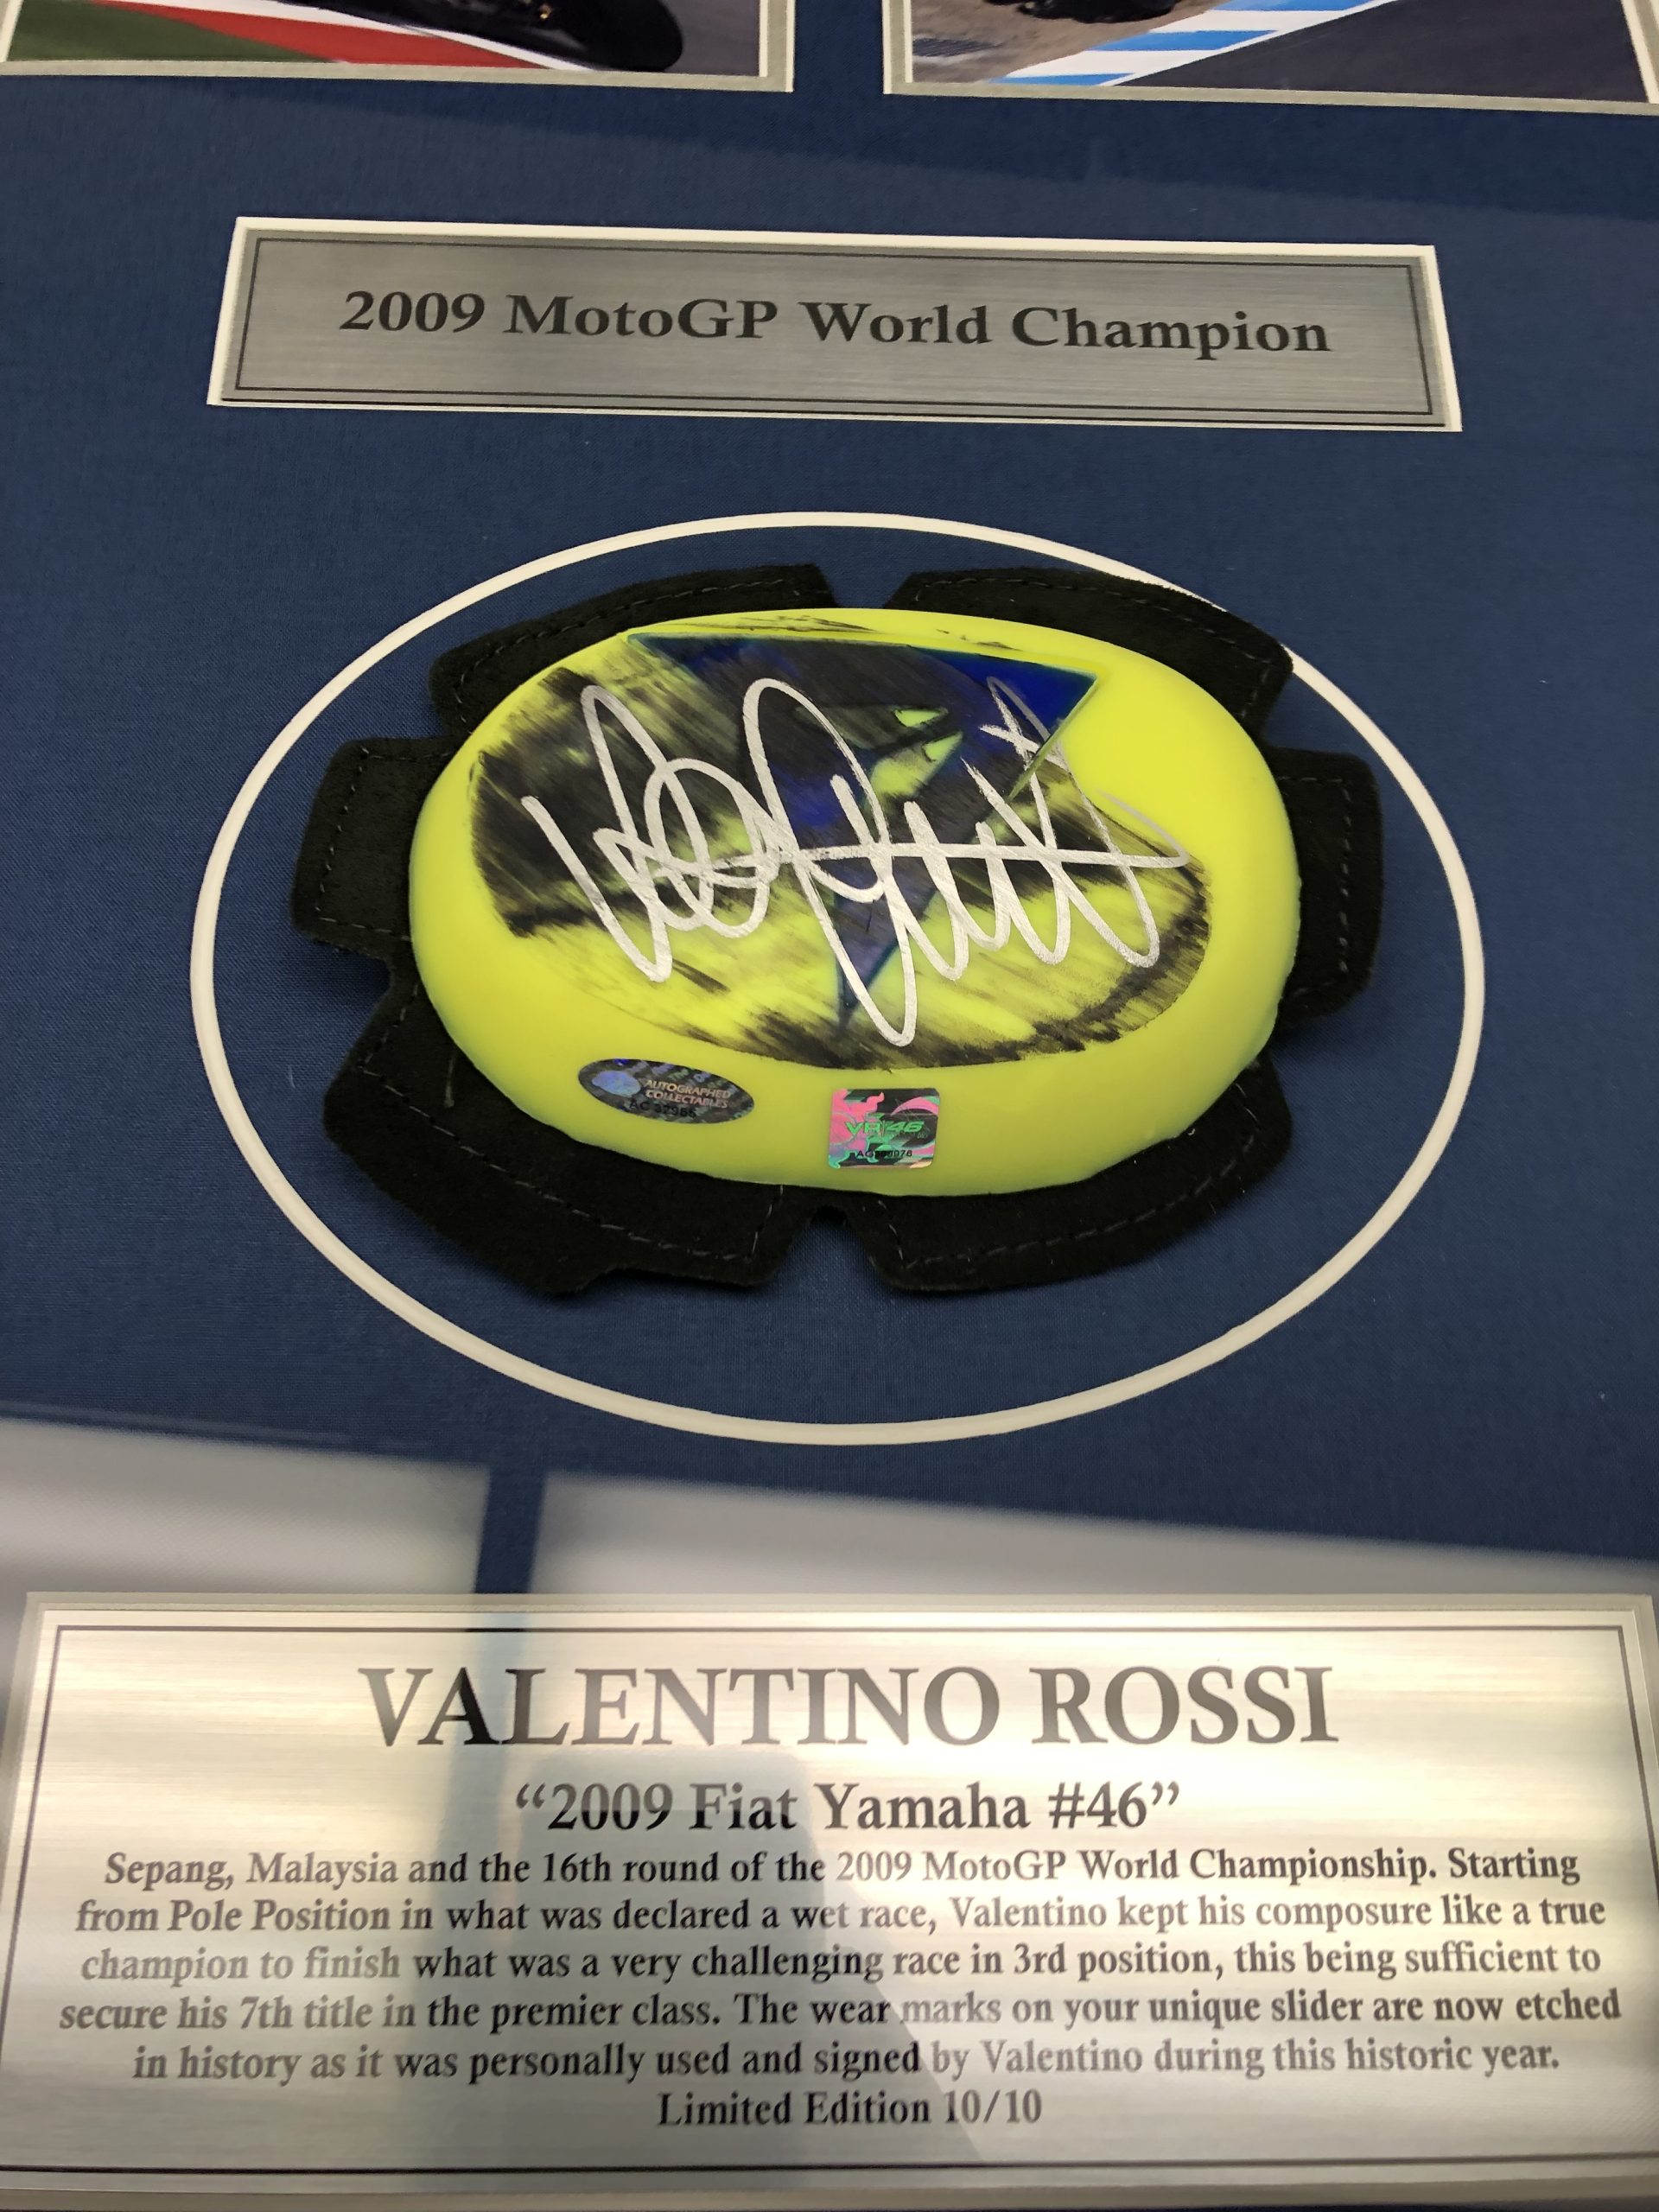 2009 MotoGP World Champion
AUTOGRAPHED
COLLECTABLES
VR46
VALENTINO ROSSI
“2009 Fiat Yamaha #46”
Sepang, Malaysia and the 16th round of the 2009 MotoGP World Championship. Starting
from Pole Position in what was declared a wet race, Valentino kept his composure like a true
champion to finish what was a very challenging race in 3rd position, this being sufficient to
secure his 7th title in the premier class. The wear marks on your unique slider are now etched
in history as it was personally used and signed by Valentino during this historic year.
Limited Edition 10/10